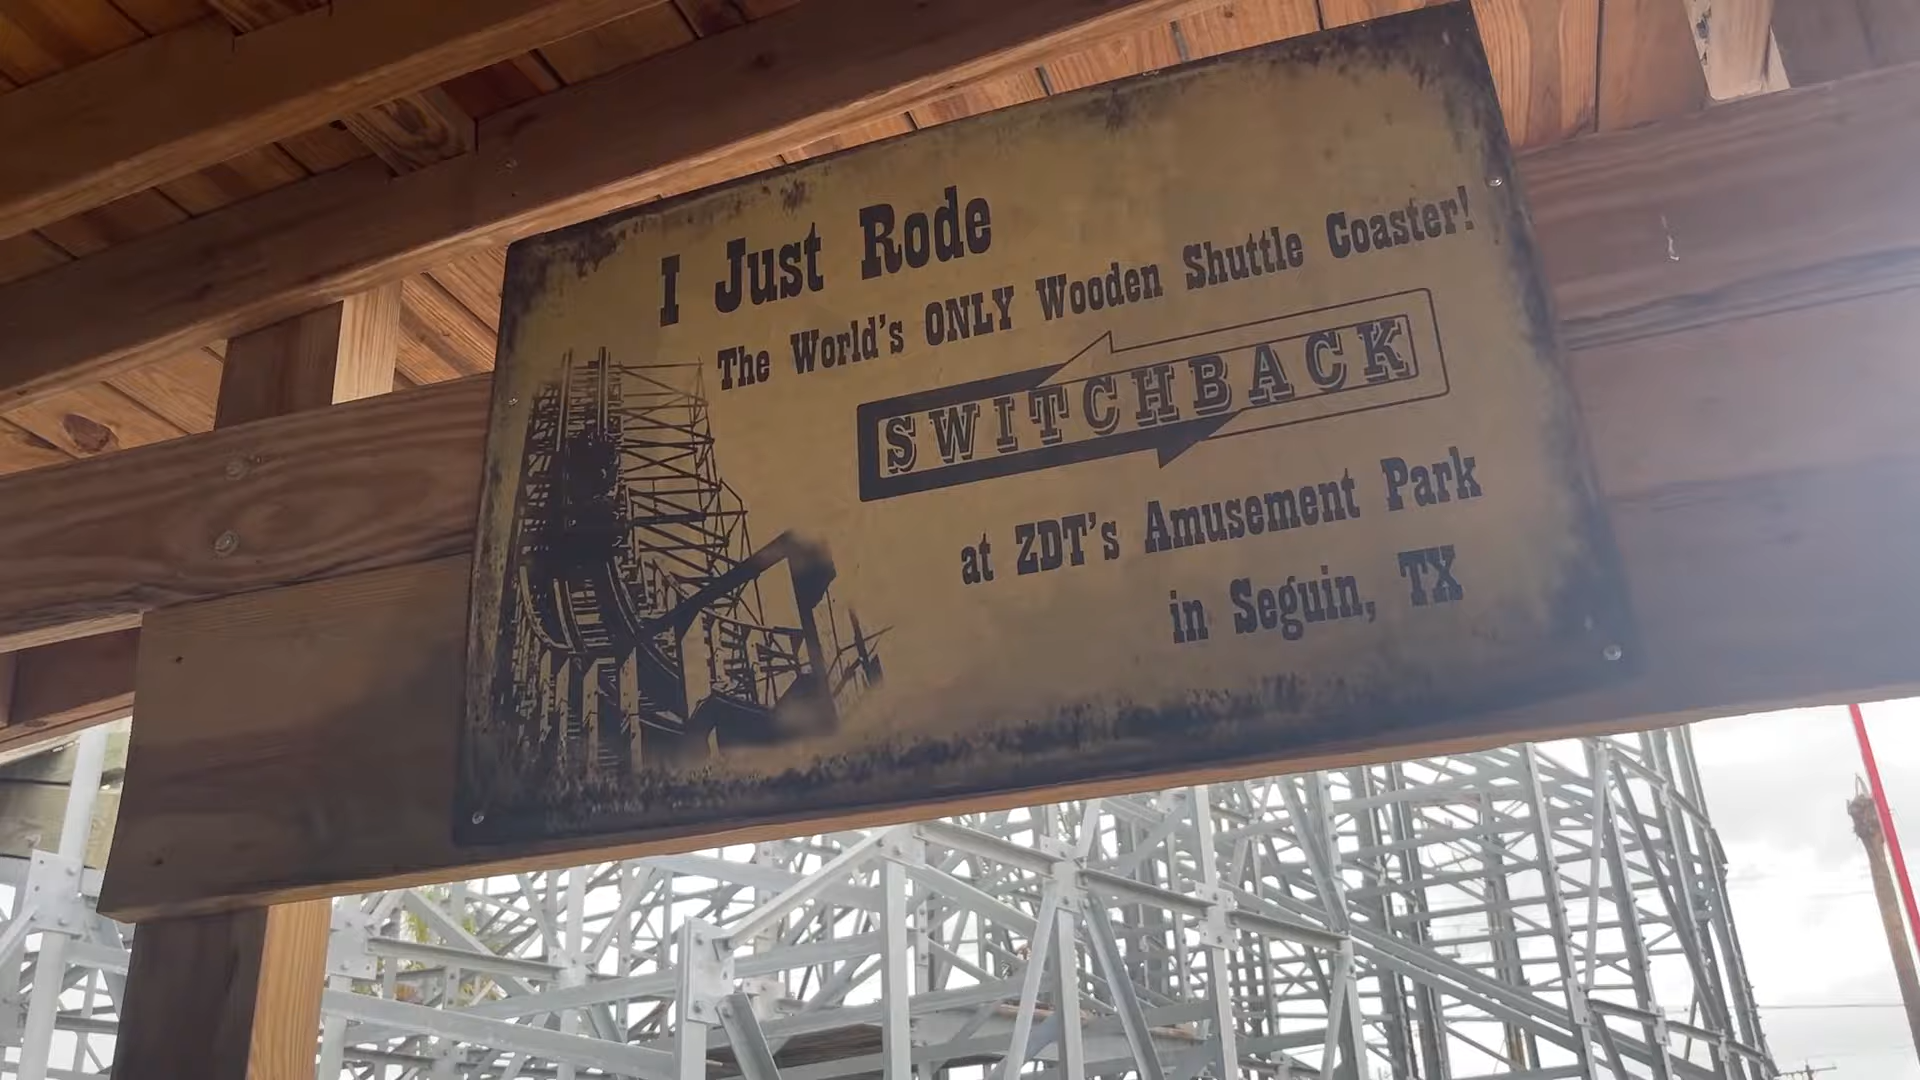 I Just Rode
The World's ONLY Wooden Shuttle Coaster!
SWITCHBACK
at ZDT's Amusement Park
in Seguin, TX